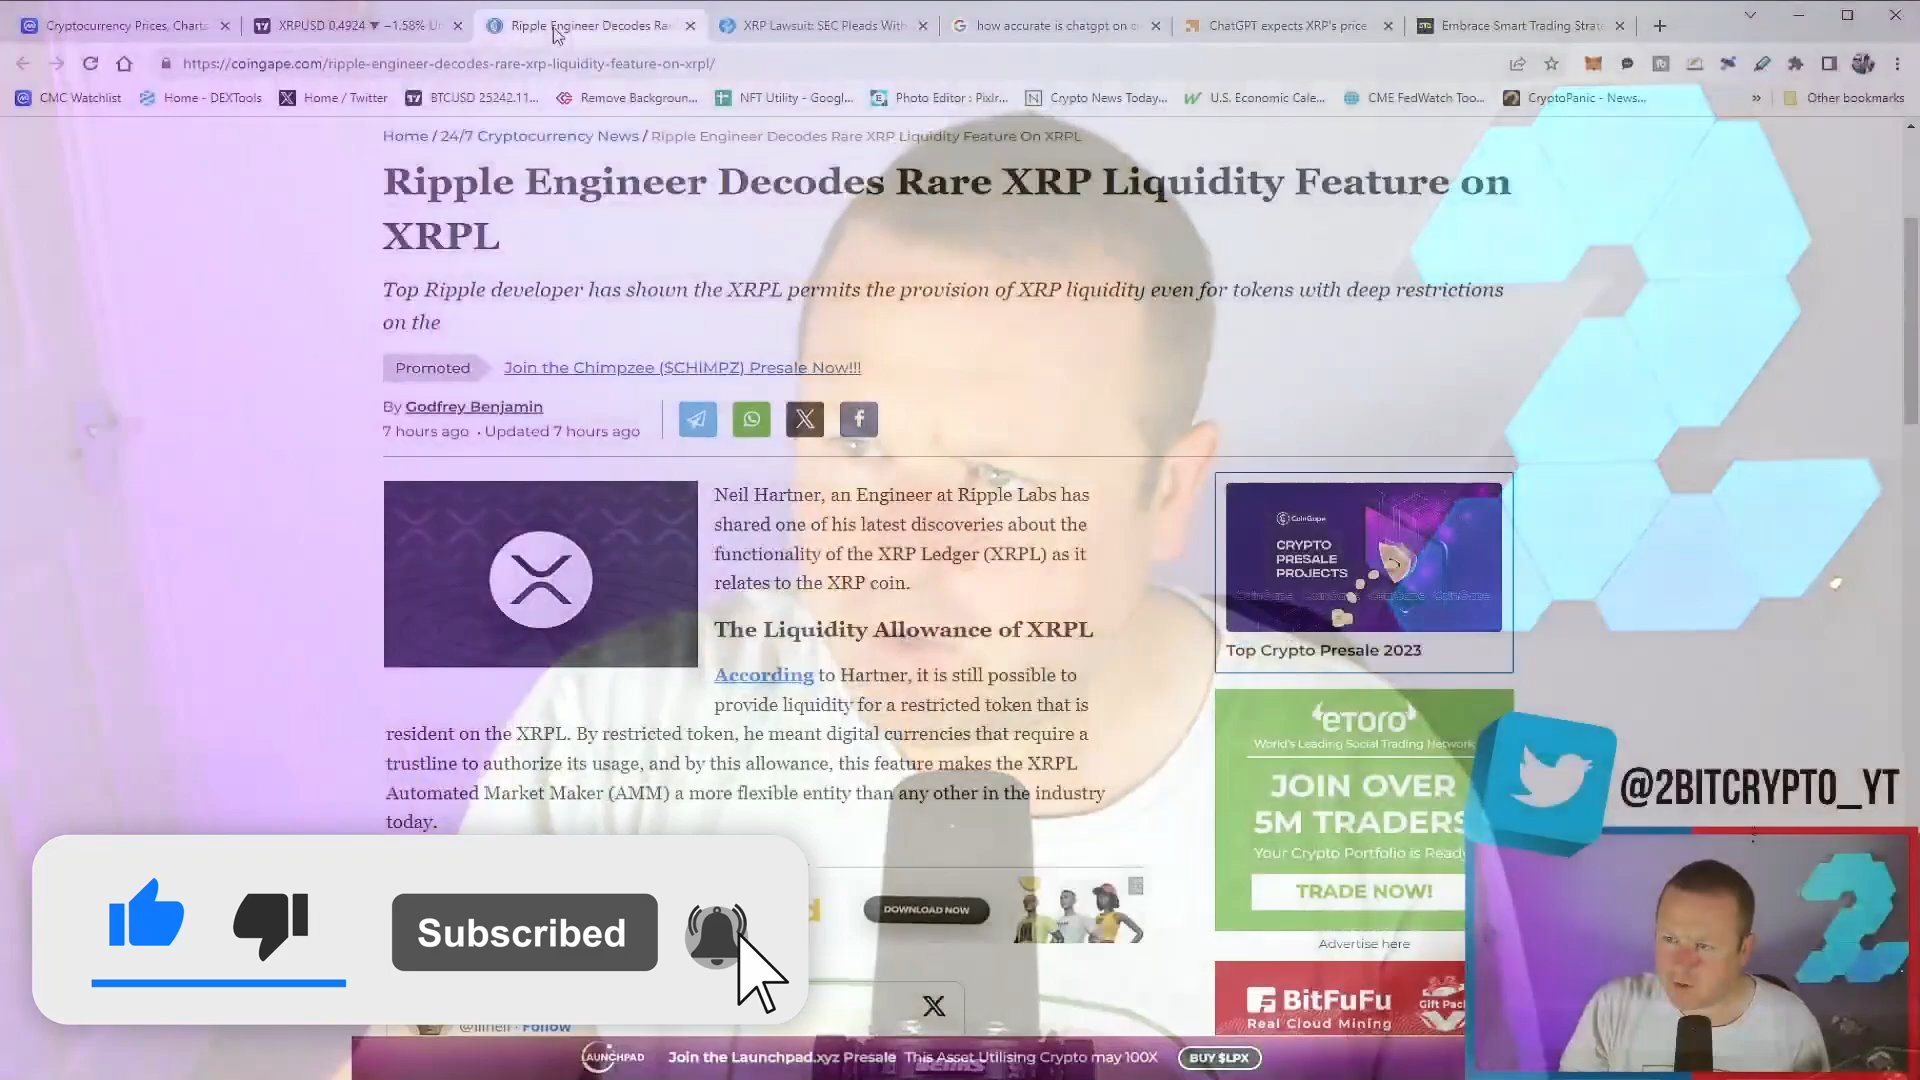 Cryptocurrency Prices, Charts
XRPUSD 0.4924 ▼ −1.58% Un
Ripple Engineer Decodes Rar
XRP Lawsuit: SEC Pleads With
how accurate is chatgpt on c
ChatGPT expects XRP's price
Embrace Smart Trading Strate
https://coingape.com/ripple-engineer-decodes-rare-xrp-liquidity-feature-on-xrpl/
CMC Watchlist
Home - DEXTools
Home / Twitter
BTCUSD 25242.11...
Remove Backgroun...
NFT Utility - Googl...
Photo Editor : Pixlr...
Crypto News Today...
U.S. Economic Cale...
CME FedWatch Too...
CryptoPanic - News...
» Other bookmarks
Home / 24/7 Cryptocurrency News / Ripple Engineer Decodes Rare XRP Liquidity Feature On XRPL
Ripple Engineer Decodes Rare XRP Liquidity Feature on
XRPL
Top Ripple developer has shown the XRPL permits the provision of XRP liquidity even for tokens with deep restrictions
on the
Promoted Join the Chimpzee ($CHIMPZ) Presale Now!!!
By Godfrey Benjamin
7 hours ago · Updated 7 hours ago
Neil Hartner, an Engineer at Ripple Labs has
shared one of his latest discoveries about the
functionality of the XRP Ledger (XRPL) as it
relates to the XRP coin.
The Liquidity Allowance of XRPL
According to Hartner, it is still possible to
provide liquidity for a restricted token that is
resident on the XRPL. By restricted token, he meant digital currencies that require a
trustline to authorize its usage, and by this allowance, this feature makes the XRPL
Automated Market Maker (AMM) a more flexible entity than any other in the industry
today.
CoinGape
CRYPTO
PRESALE
PROJECTS
Top Crypto Presale 2023
eToro
World's Leading Social Trading Network
JOIN OVER
5M TRADERS
Your Crypto Portfolio is Ready
TRADE NOW!
Advertise here
@2BITCRYPTO_YT
DOWNLOAD NOW
Subscribed
Follow
BitFuFu
Real Cloud Mining
Gift Pack
LAUNCHPAD
Join the Launchpad.xyz Presale This Asset Utilising Crypto may 100X
BUY $LPX